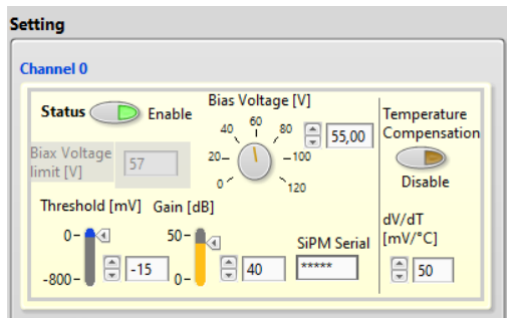 Setting
Channel 0
Status Enable
Bias Voltage [V]
0 20 40 60 80 100 120
55,00
Biax Voltage
limit [V]
57
Temperature
Compensation
Disable
Threshold [mV]
0
-800
-15
Gain [dB]
50
0
40
SiPM Serial
*****
dV/dT
[mV/°C]
50